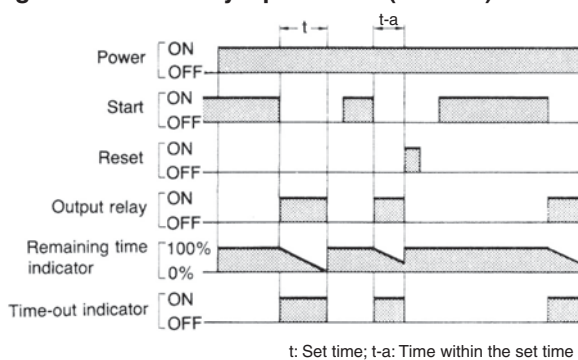 t t-a
Power ON
OFF
Start ON
OFF
Reset ON
OFF
Output relay ON
OFF
Remaining time 100%
indicator 0%
Time-out indicator ON
OFF
t: Set time; t-a: Time within the set time